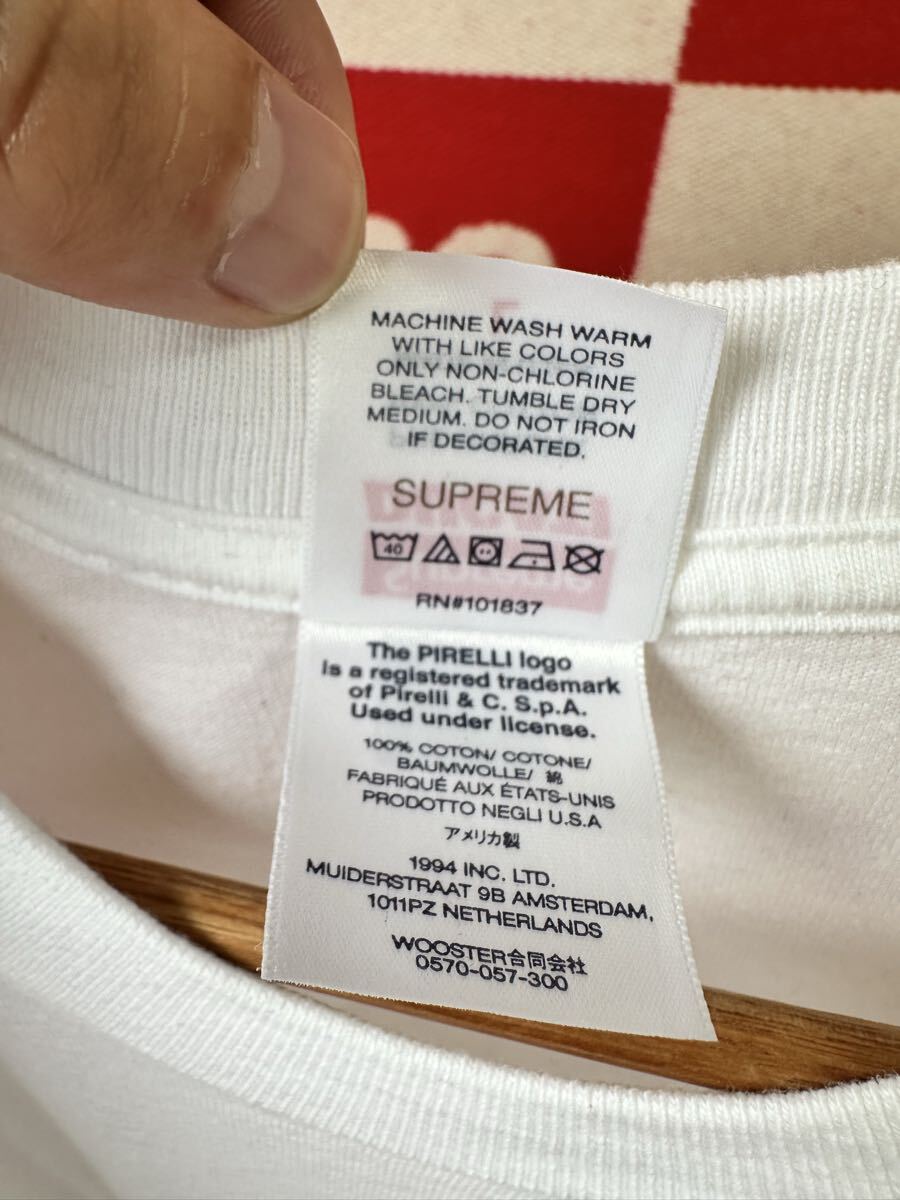 MACHINE WASH WARM
WITH LIKE COLORS
ONLY NON-CHLORINE
BLEACH. TUMBLE DRY
MEDIUM. DO NOT IRON
IF DECORATED.
SUPREME
40
RN#101837
The PIRELLI logo
is a registered trademark
of Pirelli & C. S.p.A.
Used under license.
100% COTON/ COTONE/
BAUMWOLLE/ 綿
FABRIQUÉ AUX ÉTATS-UNIS
PRODOTTO NEGLI U.S.A
アメリカ製
1994 INC. LTD.
MUIDERSTRAAT 9B AMSTERDAM,
1011PZ NETHERLANDS
WOOSTER合同会社
0570-057-300